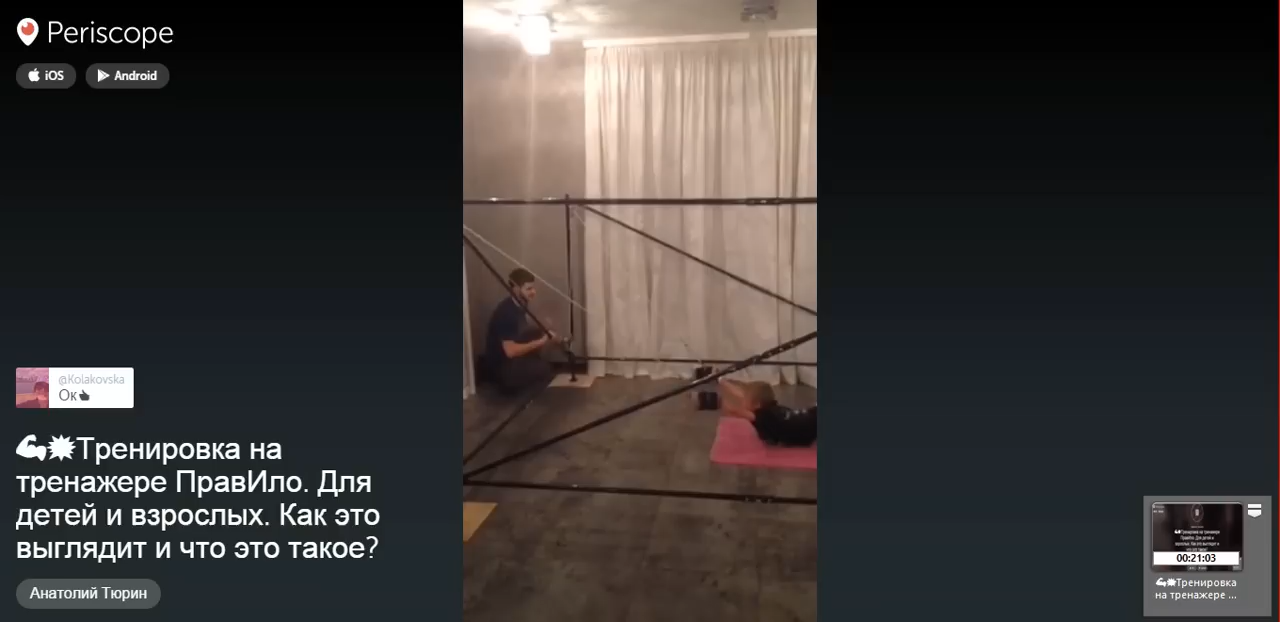 Periscope
iOS
Android
@Kolakovska
Ок
Тренировка на
тренажере ПравИло. Для
детей и взрослых. Как это
выглядит и что это такое?
Анатолий Тюрин
00:21:03
Тренировка
на тренажере ...